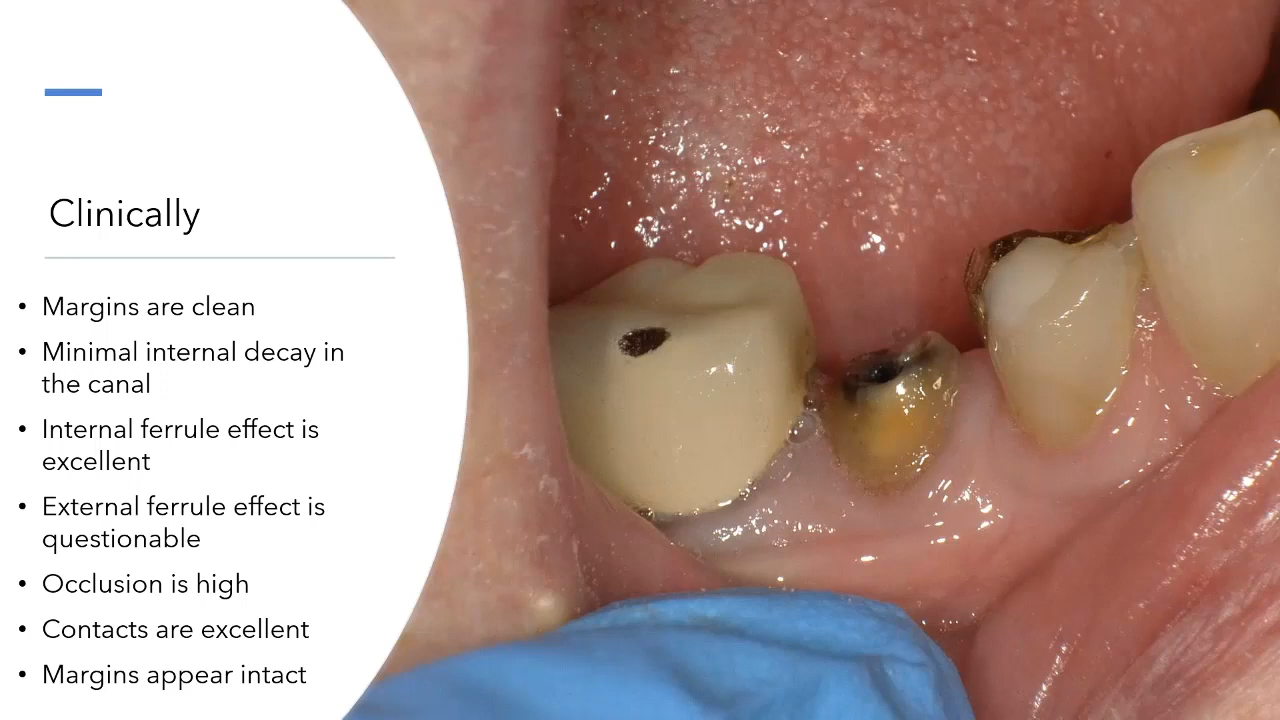 Clinically
• Margins are clean
• Minimal internal decay in
the canal
• Internal ferrule effect is
excellent
• External ferrule effect is
questionable
• Occlusion is high
• Contacts are excellent
• Margins appear intact